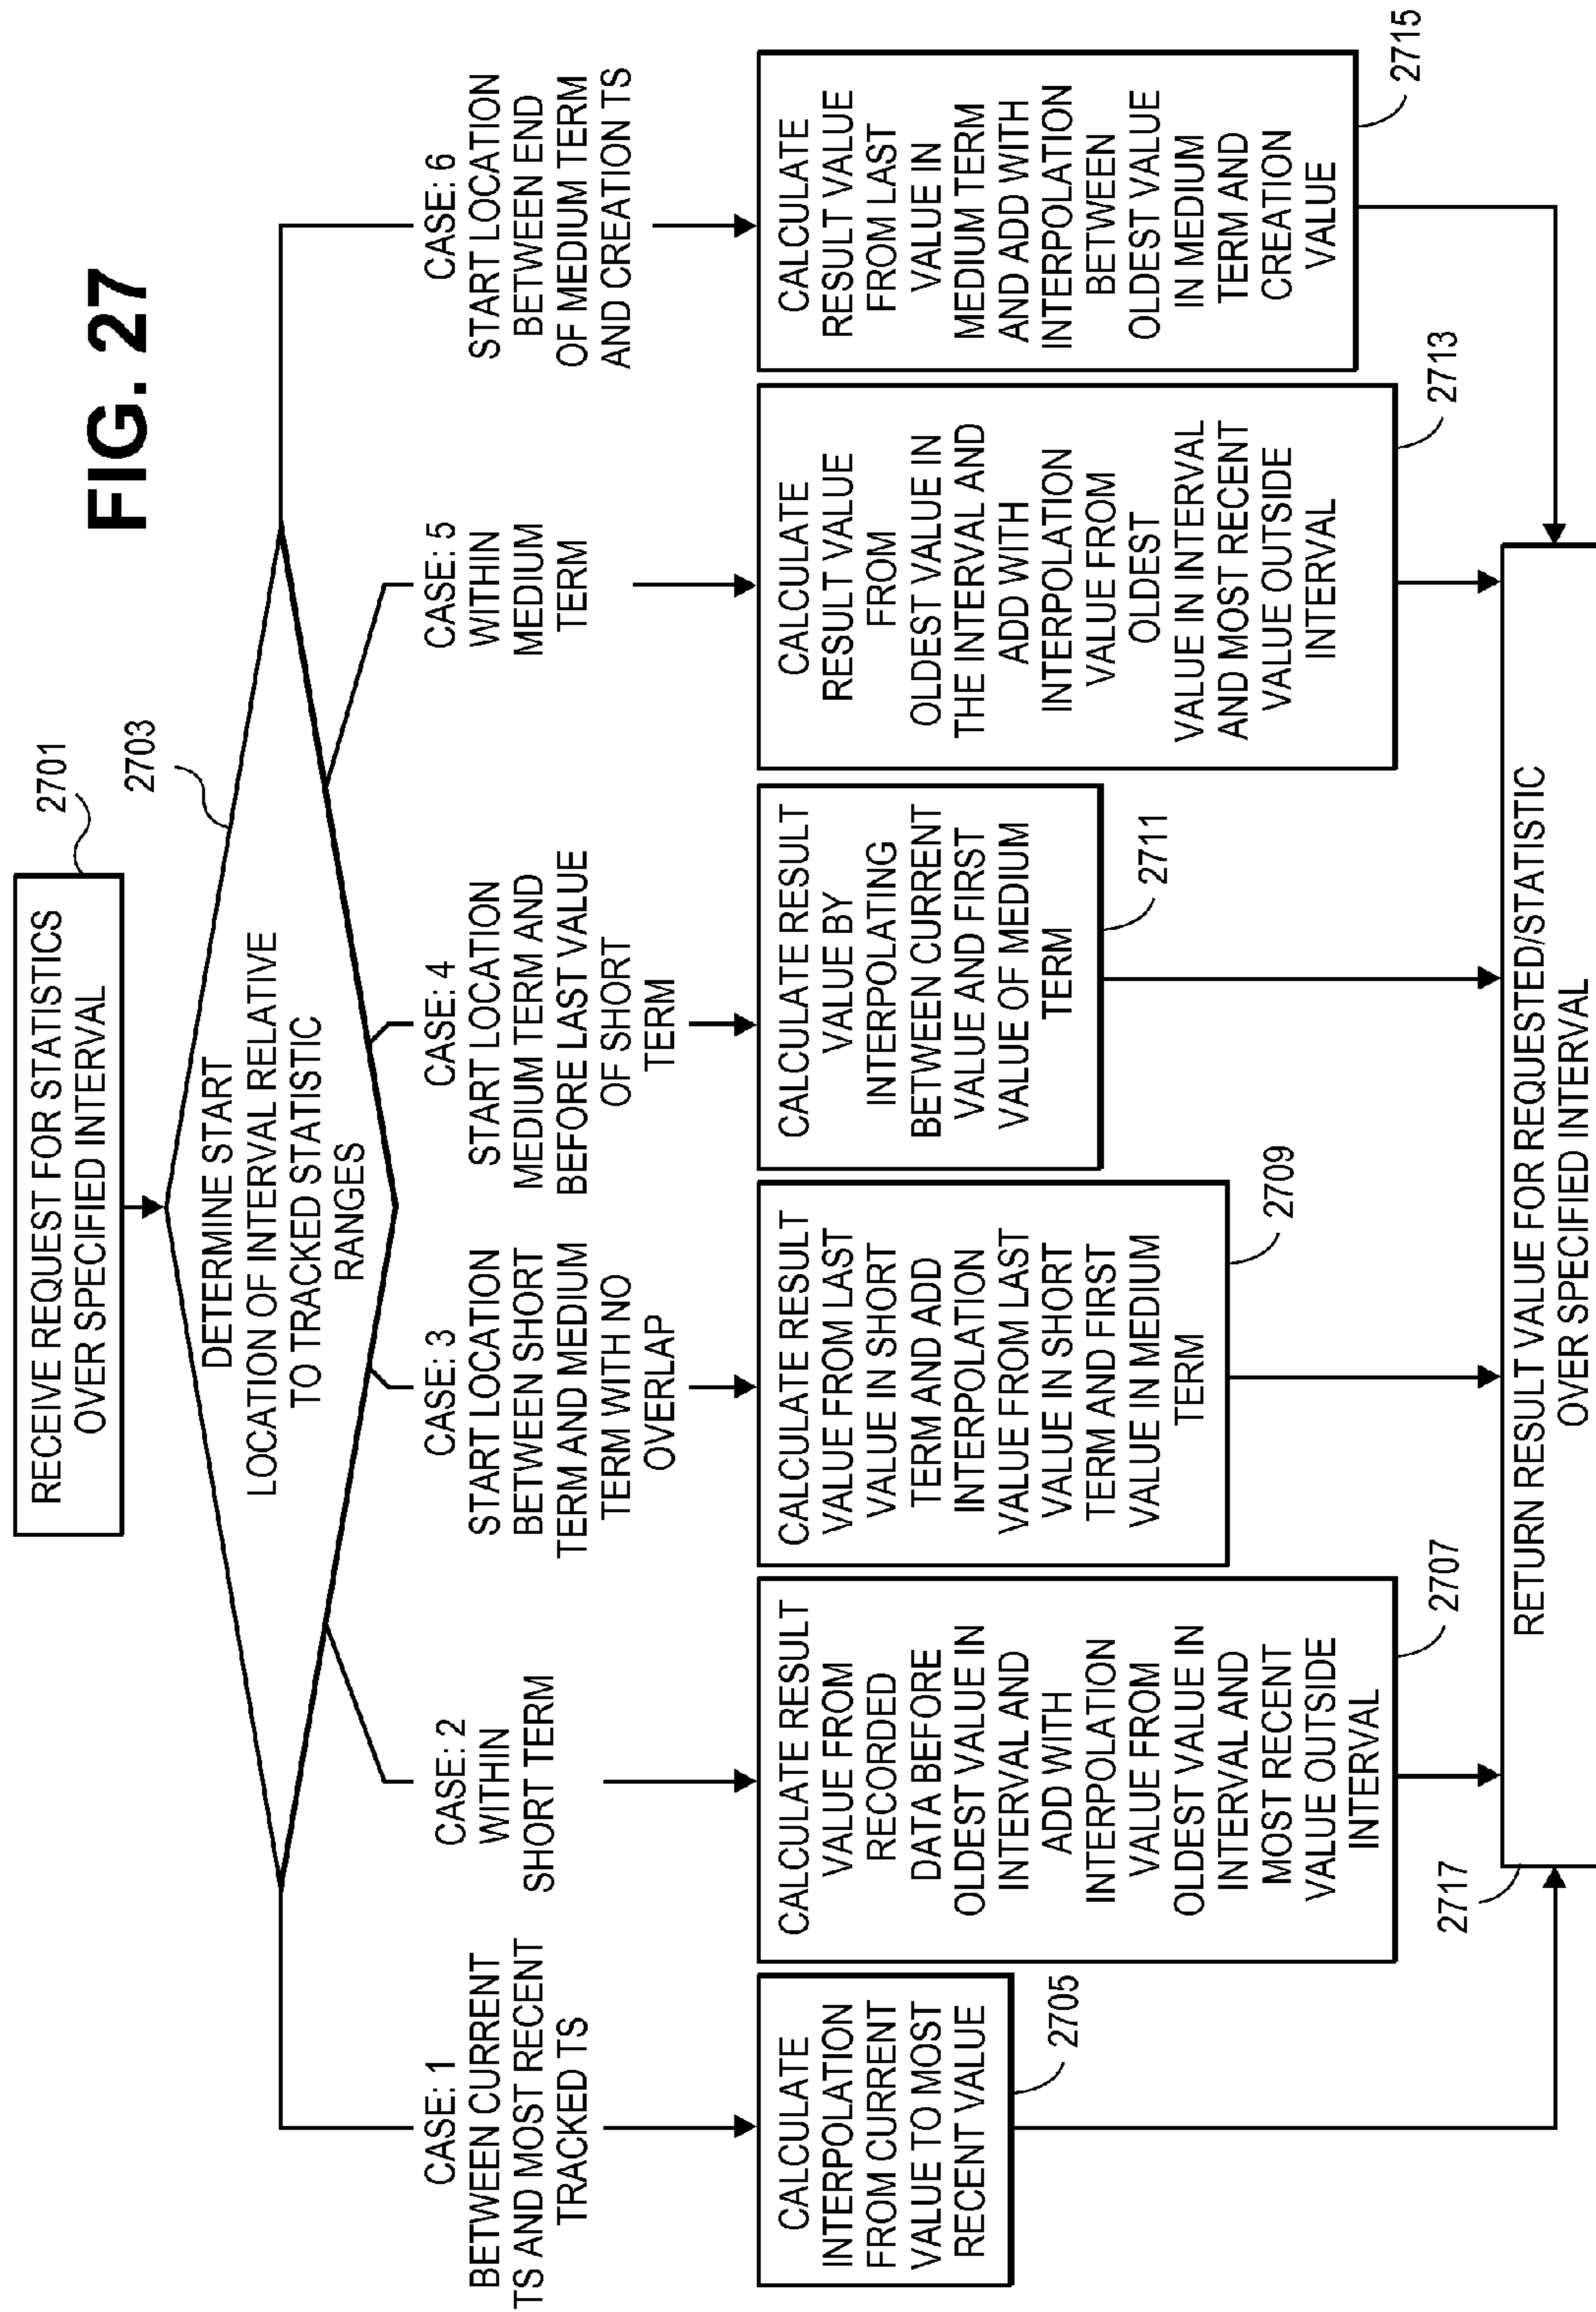 FIG. 27
RECEIVE REQUEST FOR STATISTICS
OVER SPECIFIED INTERVAL
2701
2703
DETERMINE START
LOCATION OF INTERVAL RELATIVE
TO TRACKED STATISTIC
RANGES
CASE: 1
BETWEEN CURRENT
TS AND MOST RECENT
TRACKED TS
CASE: 2
WITHIN
SHORT TERM
CASE: 3
START LOCATION
BETWEEN SHORT
TERM AND MEDIUM
TERM WITH NO
OVERLAP
CASE: 4
START LOCATION
MEDIUM TERM AND
BEFORE LAST VALUE
OF SHORT
TERM
CASE: 5
WITHIN
MEDIUM
TERM
CASE: 6
START LOCATION
BETWEEN END
OF MEDIUM TERM
AND CREATION TS
CALCULATE
INTERPOLATION
FROM CURRENT
VALUE TO MOST
RECENT VALUE
2705
CALCULATE RESULT
VALUE FROM
RECORDED
DATA BEFORE
OLDEST VALUE IN
INTERVAL AND
ADD WITH
INTERPOLATION
VALUE FROM
OLDEST VALUE IN
INTERVAL AND
MOST RECENT
VALUE OUTSIDE
INTERVAL
2707
CALCULATE RESULT
VALUE FROM LAST
VALUE IN SHORT
TERM AND ADD
INTERPOLATION
VALUE FROM LAST
VALUE IN SHORT
TERM AND FIRST
VALUE IN MEDIUM
TERM
2709
CALCULATE RESULT
VALUE BY
INTERPOLATING
BETWEEN CURRENT
VALUE AND FIRST
VALUE OF MEDIUM
TERM
2711
CALCULATE
RESULT VALUE
FROM
OLDEST VALUE IN
THE INTERVAL AND
ADD WITH
INTERPOLATION
VALUE FROM
OLDEST
VALUE IN INTERVAL
AND MOST RECENT
VALUE OUTSIDE
INTERVAL
2713
CALCULATE
RESULT VALUE
FROM LAST
VALUE IN
MEDIUM TERM
AND ADD WITH
INTERPOLATION
BETWEEN
OLDEST VALUE
IN MEDIUM
TERM AND
CREATION
VALUE
2715
2717
RETURN RESULT VALUE FOR REQUESTED/STATISTIC
OVER SPECIFIED INTERVAL